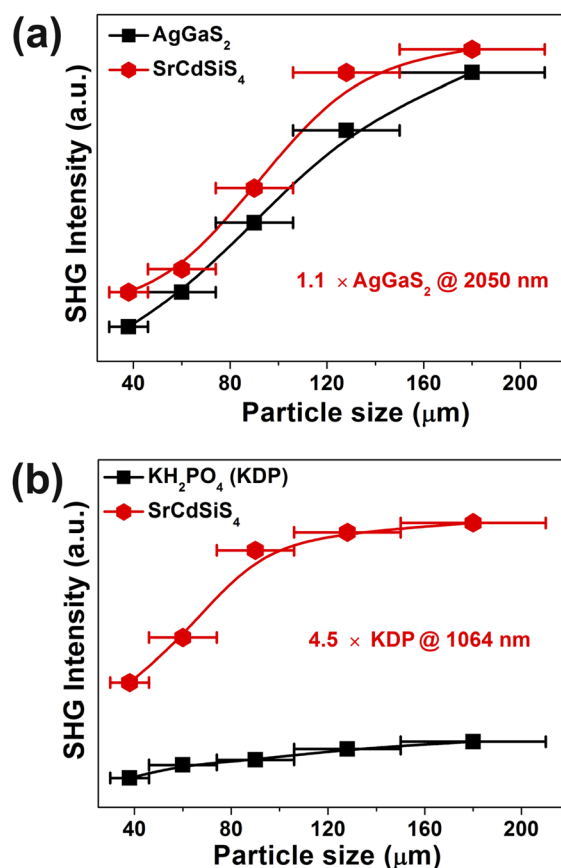 (a)
AgGaS₂
SrCdSiS₄
SHG Intensity (a.u.)
1.1 × AgGaS₂ @ 2050 nm
40 80 120 160 200
Particle size (μm)
(b)
KH₂PO₄ (KDP)
SrCdSiS₄
SHG Intensity (a.u.)
4.5 × KDP @ 1064 nm
40 80 120 160 200
Particle size (μm)